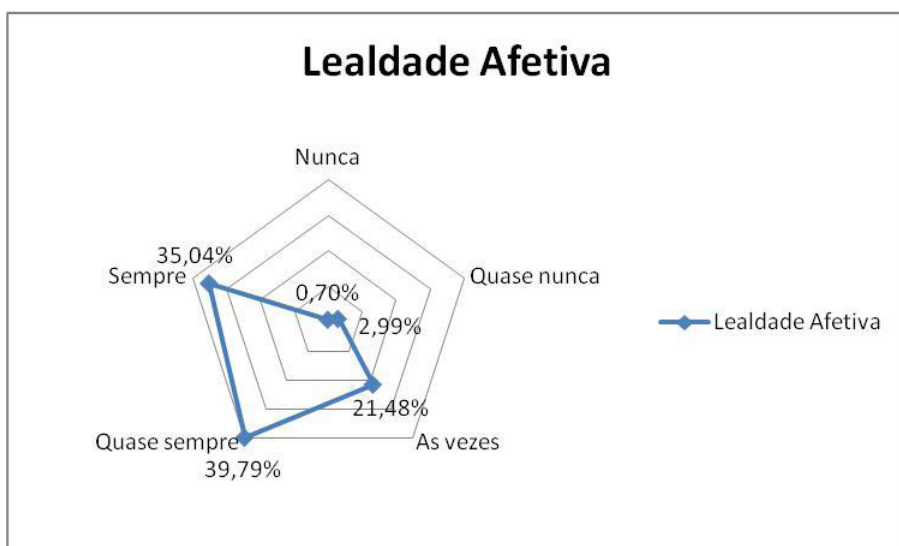 Lealdade Afetiva
Nunca
35,04%
Sempre
0,70%
Quase nunca
2,99%
Lealdade Afetiva
21,48%
Quase sempre
As vezes
39,79%